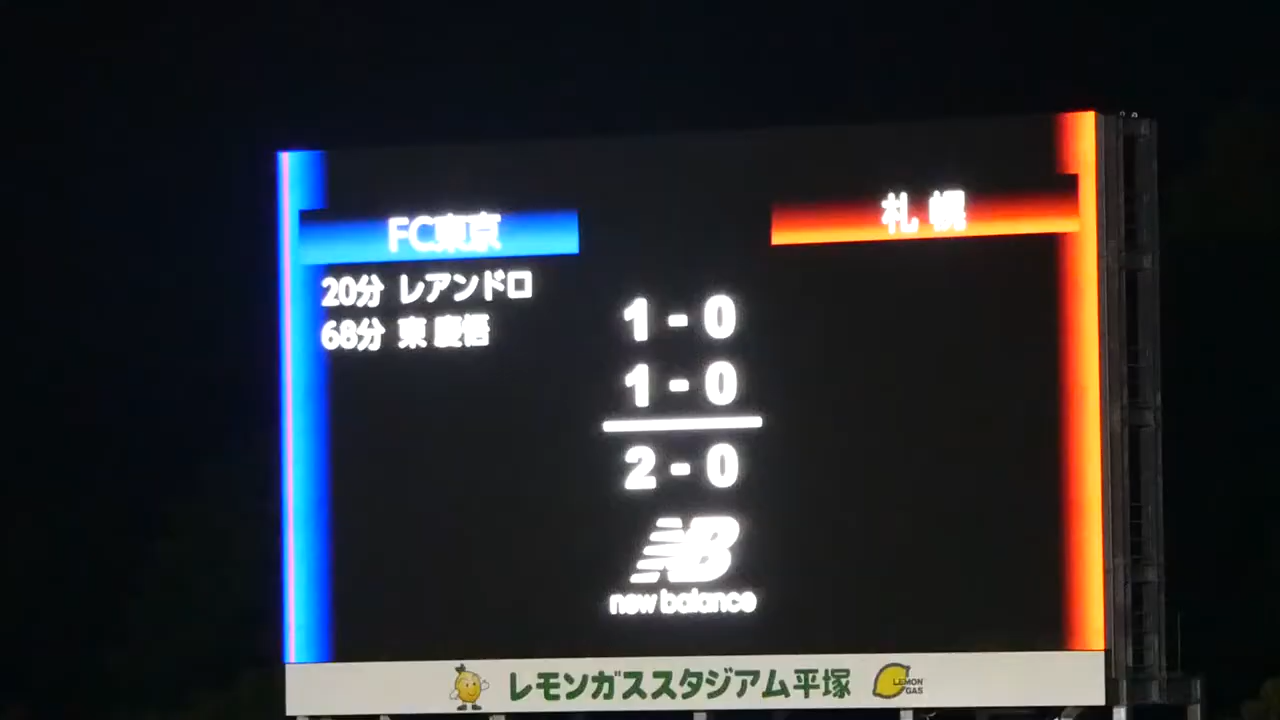 FC東京
札幌
20分 レアンドロ
68分 東 慶悟
1 - 0
1 - 0
2 - 0
NB
new balance
レモンガススタジアム平塚
LEMON GAS